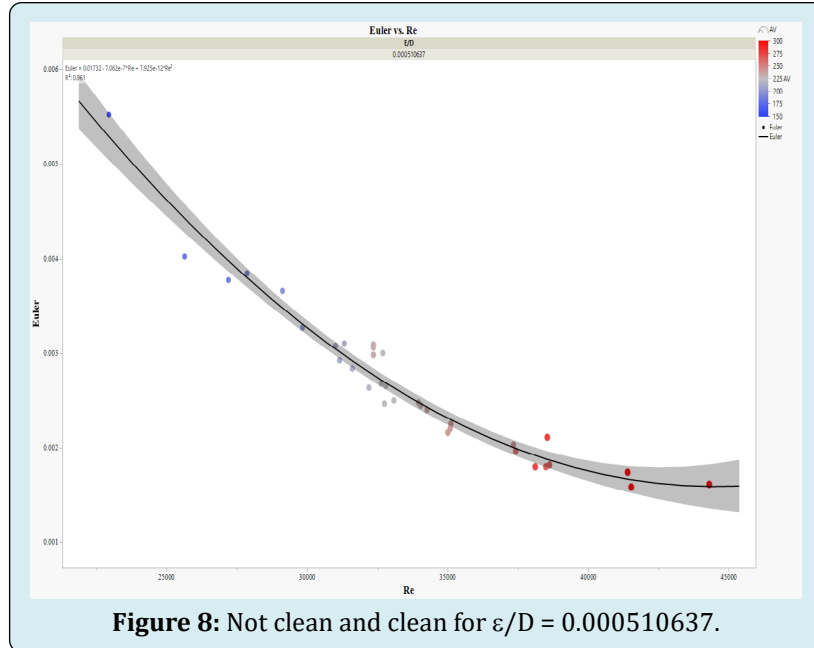 Euler vs. Re
E/D
0.000510637
Euler = 0.01732 - 7.062e-7*Re + 7.925e-12*Re²
R²: 0.961
AV
300
275
250
225 AV
200
175
150
Euler
Euler
0.006
0.005
0.004
0.003
0.002
0.001
Euler
25000 30000 35000 40000 45000
Re
Figure 8: Not clean and clean for ε/D = 0.000510637.